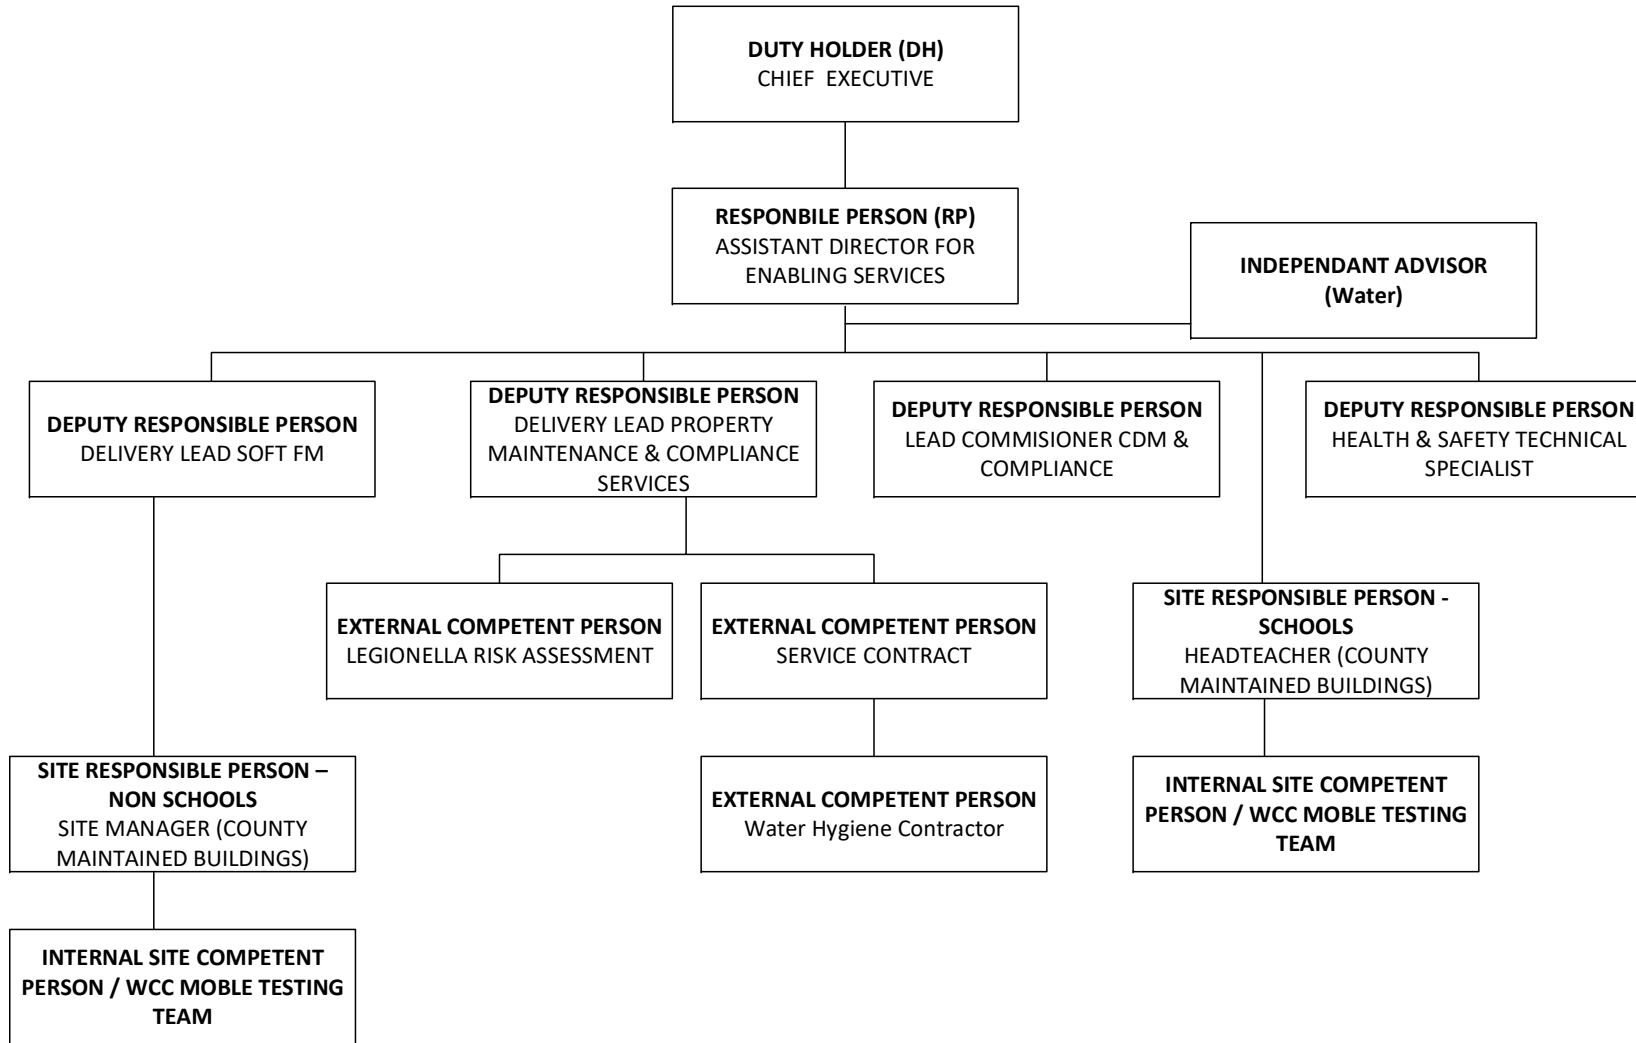 DUTY HOLDER (DH)
CHIEF EXECUTIVE
RESPONBILE PERSON (RP)
ASSISTANT DIRECTOR FOR
ENABLING SERVICES
INDEPENDANT ADVISOR
(Water)
DEPUTY RESPONSIBLE PERSON
DELIVERY LEAD SOFT FM
DEPUTY RESPONSIBLE PERSON
DELIVERY LEAD PROPERTY
MAINTENANCE & COMPLIANCE
SERVICES
DEPUTY RESPONSIBLE PERSON
LEAD COMMISIONER CDM &
COMPLIANCE
DEPUTY RESPONSIBLE PERSON
HEALTH & SAFETY TECHNICAL
SPECIALIST
EXTERNAL COMPETENT PERSON
LEGIONELLA RISK ASSESSMENT
EXTERNAL COMPETENT PERSON
SERVICE CONTRACT
SITE RESPONSIBLE PERSON -
SCHOOLS
HEADTEACHER (COUNTY
MAINTAINED BUILDINGS)
SITE RESPONSIBLE PERSON –
NON SCHOOLS
SITE MANAGER (COUNTY
MAINTAINED BUILDINGS)
EXTERNAL COMPETENT PERSON
Water Hygiene Contractor
INTERNAL SITE COMPETENT
PERSON / WCC MOBLE TESTING
TEAM
INTERNAL SITE COMPETENT
PERSON / WCC MOBLE TESTING
TEAM